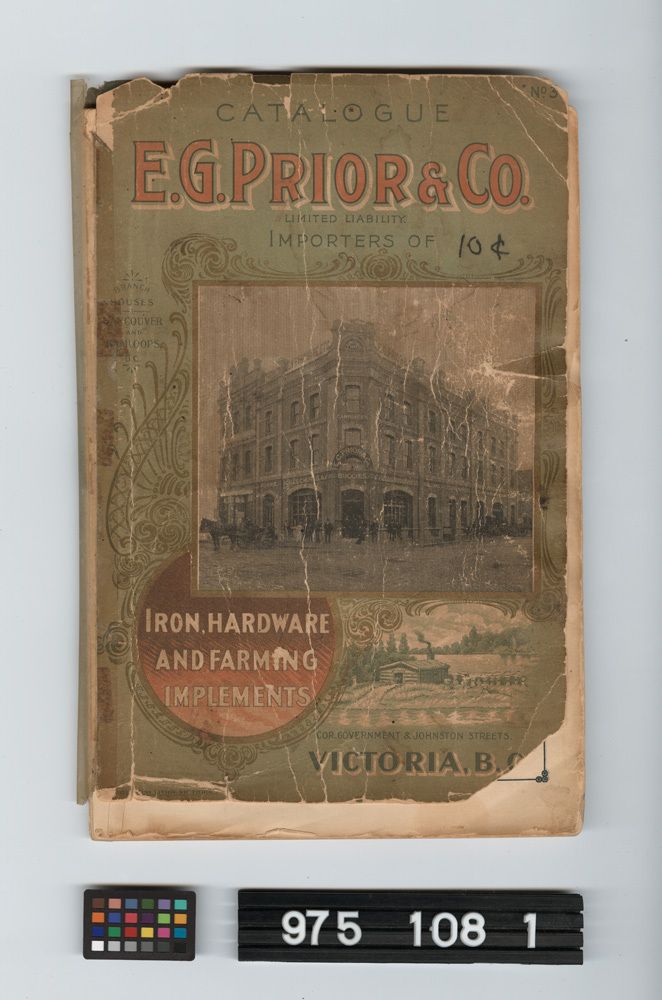 Nº3
CATALOGUE
E.G. PRIOR & CO.
LIMITED LIABILITY.
IMPORTERS OF
10¢
BRANCH
HOUSES
VANCOUVER
AND
KAMLOOPS
B.C.
IRON, HARDWARE
AND FARMING
IMPLEMENTS
COR. GOVERNMENT & JOHNSTON STREETS.
VICTORIA, B.C
975 108 1